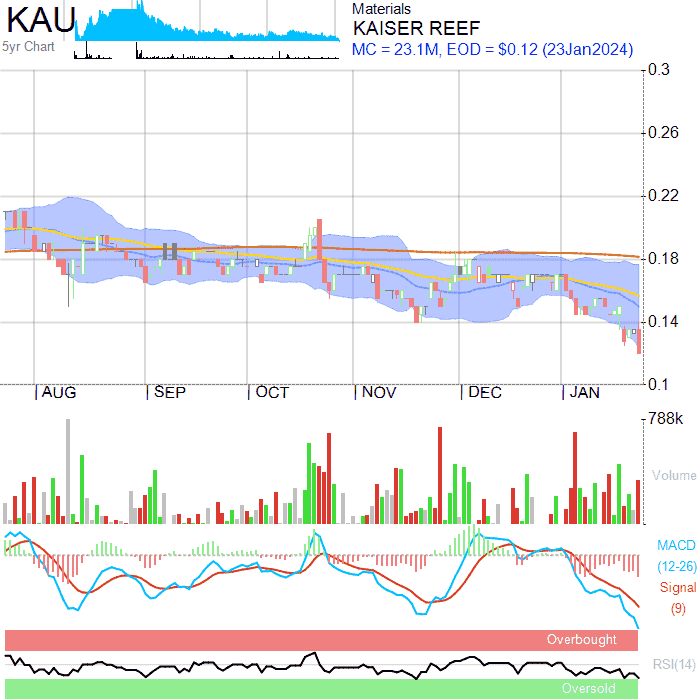 KAU
5yr Chart
Materials
KAISER REEF
MC = 23.1M, EOD = $0.12 (23Jan2024)
0.3
0.26
0.22
0.18
0.14
0.1
AUG SEP OCT NOV DEC JAN
788k
Volume
MACD
(12-26)
Signal
(9)
Overbought
RSI(14)
Oversold